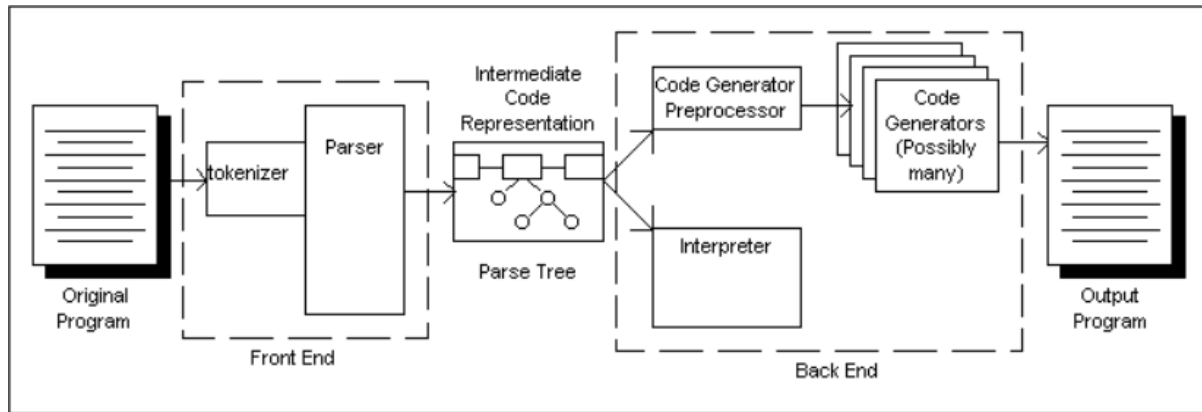 Original
Program
tokenizer
Parser
Front End
Intermediate
Code
Representation
Parse Tree
Code Generator
Preprocessor
Interpreter
Code
Generators
(Possibly
many)
Back End
Output
Program